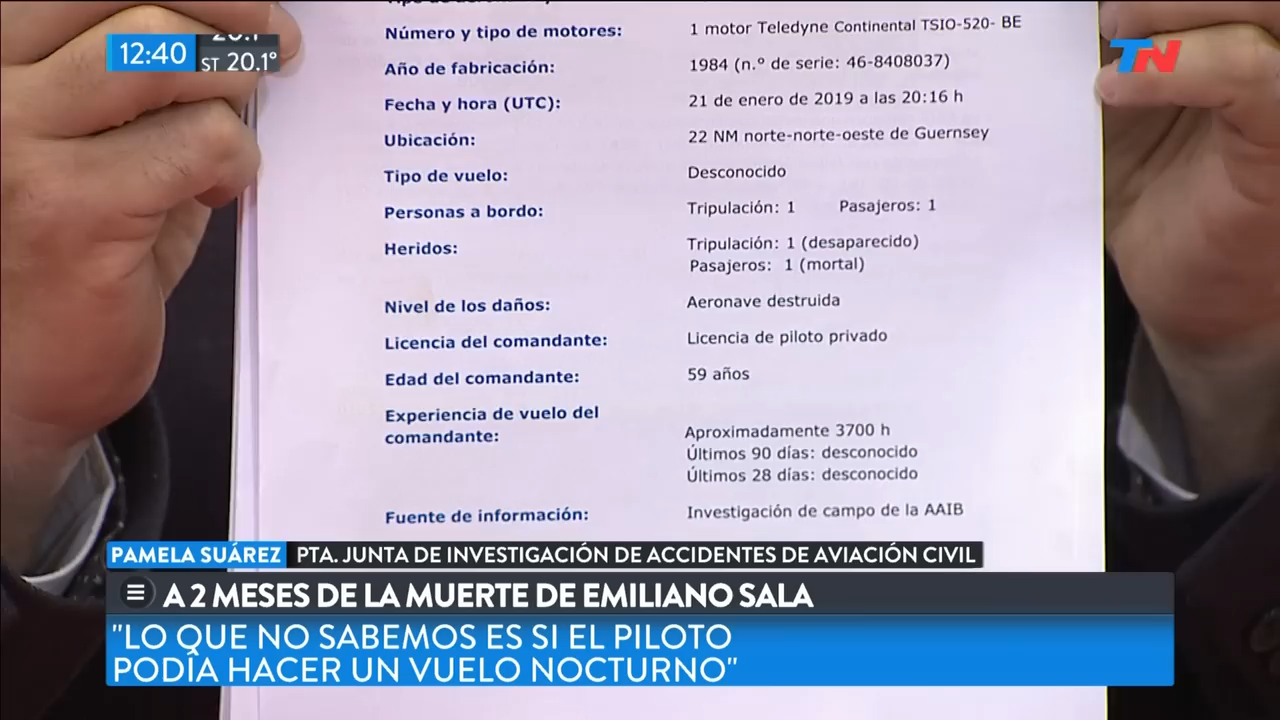 12:40
ST 20.1°
TN
Número y tipo de motores: 1 motor Teledyne Continental TSIO-520- BE
Año de fabricación: 1984 (n.º de serie: 46-8408037)
Fecha y hora (UTC): 21 de enero de 2019 a las 20:16 h
Ubicación: 22 NM norte-norte-oeste de Guernsey
Tipo de vuelo: Desconocido
Personas a bordo: Tripulación: 1 Pasajeros: 1
Heridos: Tripulación: 1 (desaparecido)
Pasajeros: 1 (mortal)
Nivel de los daños: Aeronave destruida
Licencia del comandante: Licencia de piloto privado
Edad del comandante: 59 años
Experiencia de vuelo del
comandante: Aproximadamente 3700 h
Últimos 90 días: desconocido
Últimos 28 días: desconocido
Fuente de información: Investigación de campo de la AAIB
PAMELA SUÁREZ PTA. JUNTA DE INVESTIGACIÓN DE ACCIDENTES DE AVIACIÓN CIVIL
A 2 MESES DE LA MUERTE DE EMILIANO SALA
"LO QUE NO SABEMOS ES SI EL PILOTO
PODÍA HACER UN VUELO NOCTURNO"